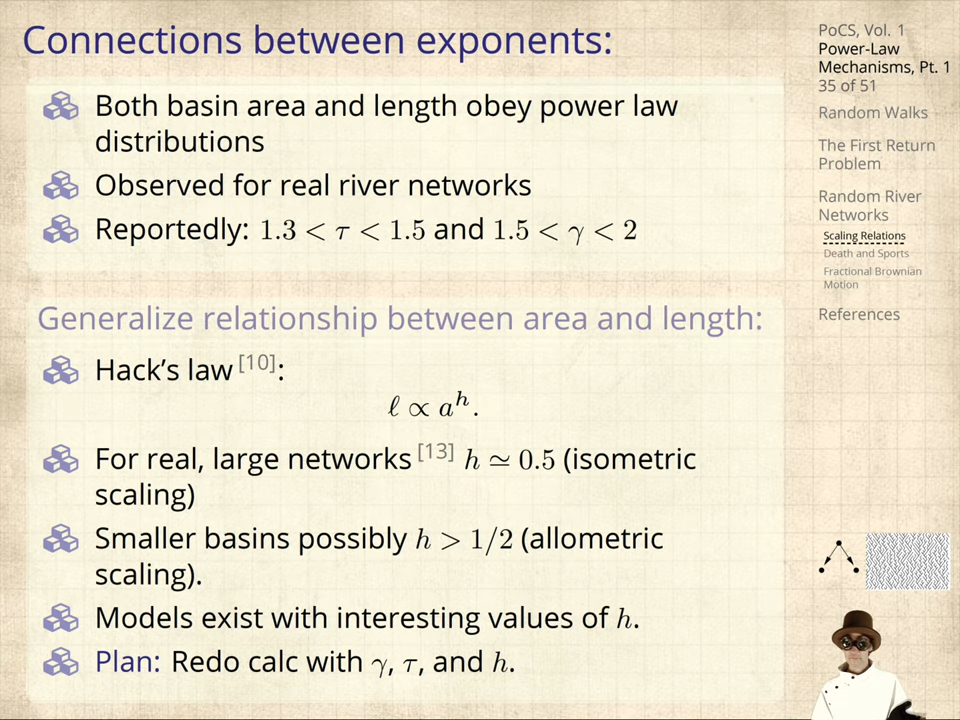 Connections between exponents:
Both basin area and length obey power law
distributions
Observed for real river networks
Reportedly: 1.3 < τ < 1.5 and 1.5 < γ < 2
Generalize relationship between area and length:
Hack’s law [10]:
ℓ ∝ a^h.
For real, large networks [13] h ≃ 0.5 (isometric
scaling)
Smaller basins possibly h > 1/2 (allometric
scaling).
Models exist with interesting values of h.
Plan: Redo calc with γ, τ, and h.
PoCS, Vol. 1
Power-Law
Mechanisms, Pt. 1
35 of 51
Random Walks
The First Return
Problem
Random River
Networks
Scaling Relations
Death and Sports
Fractional Brownian
Motion
References